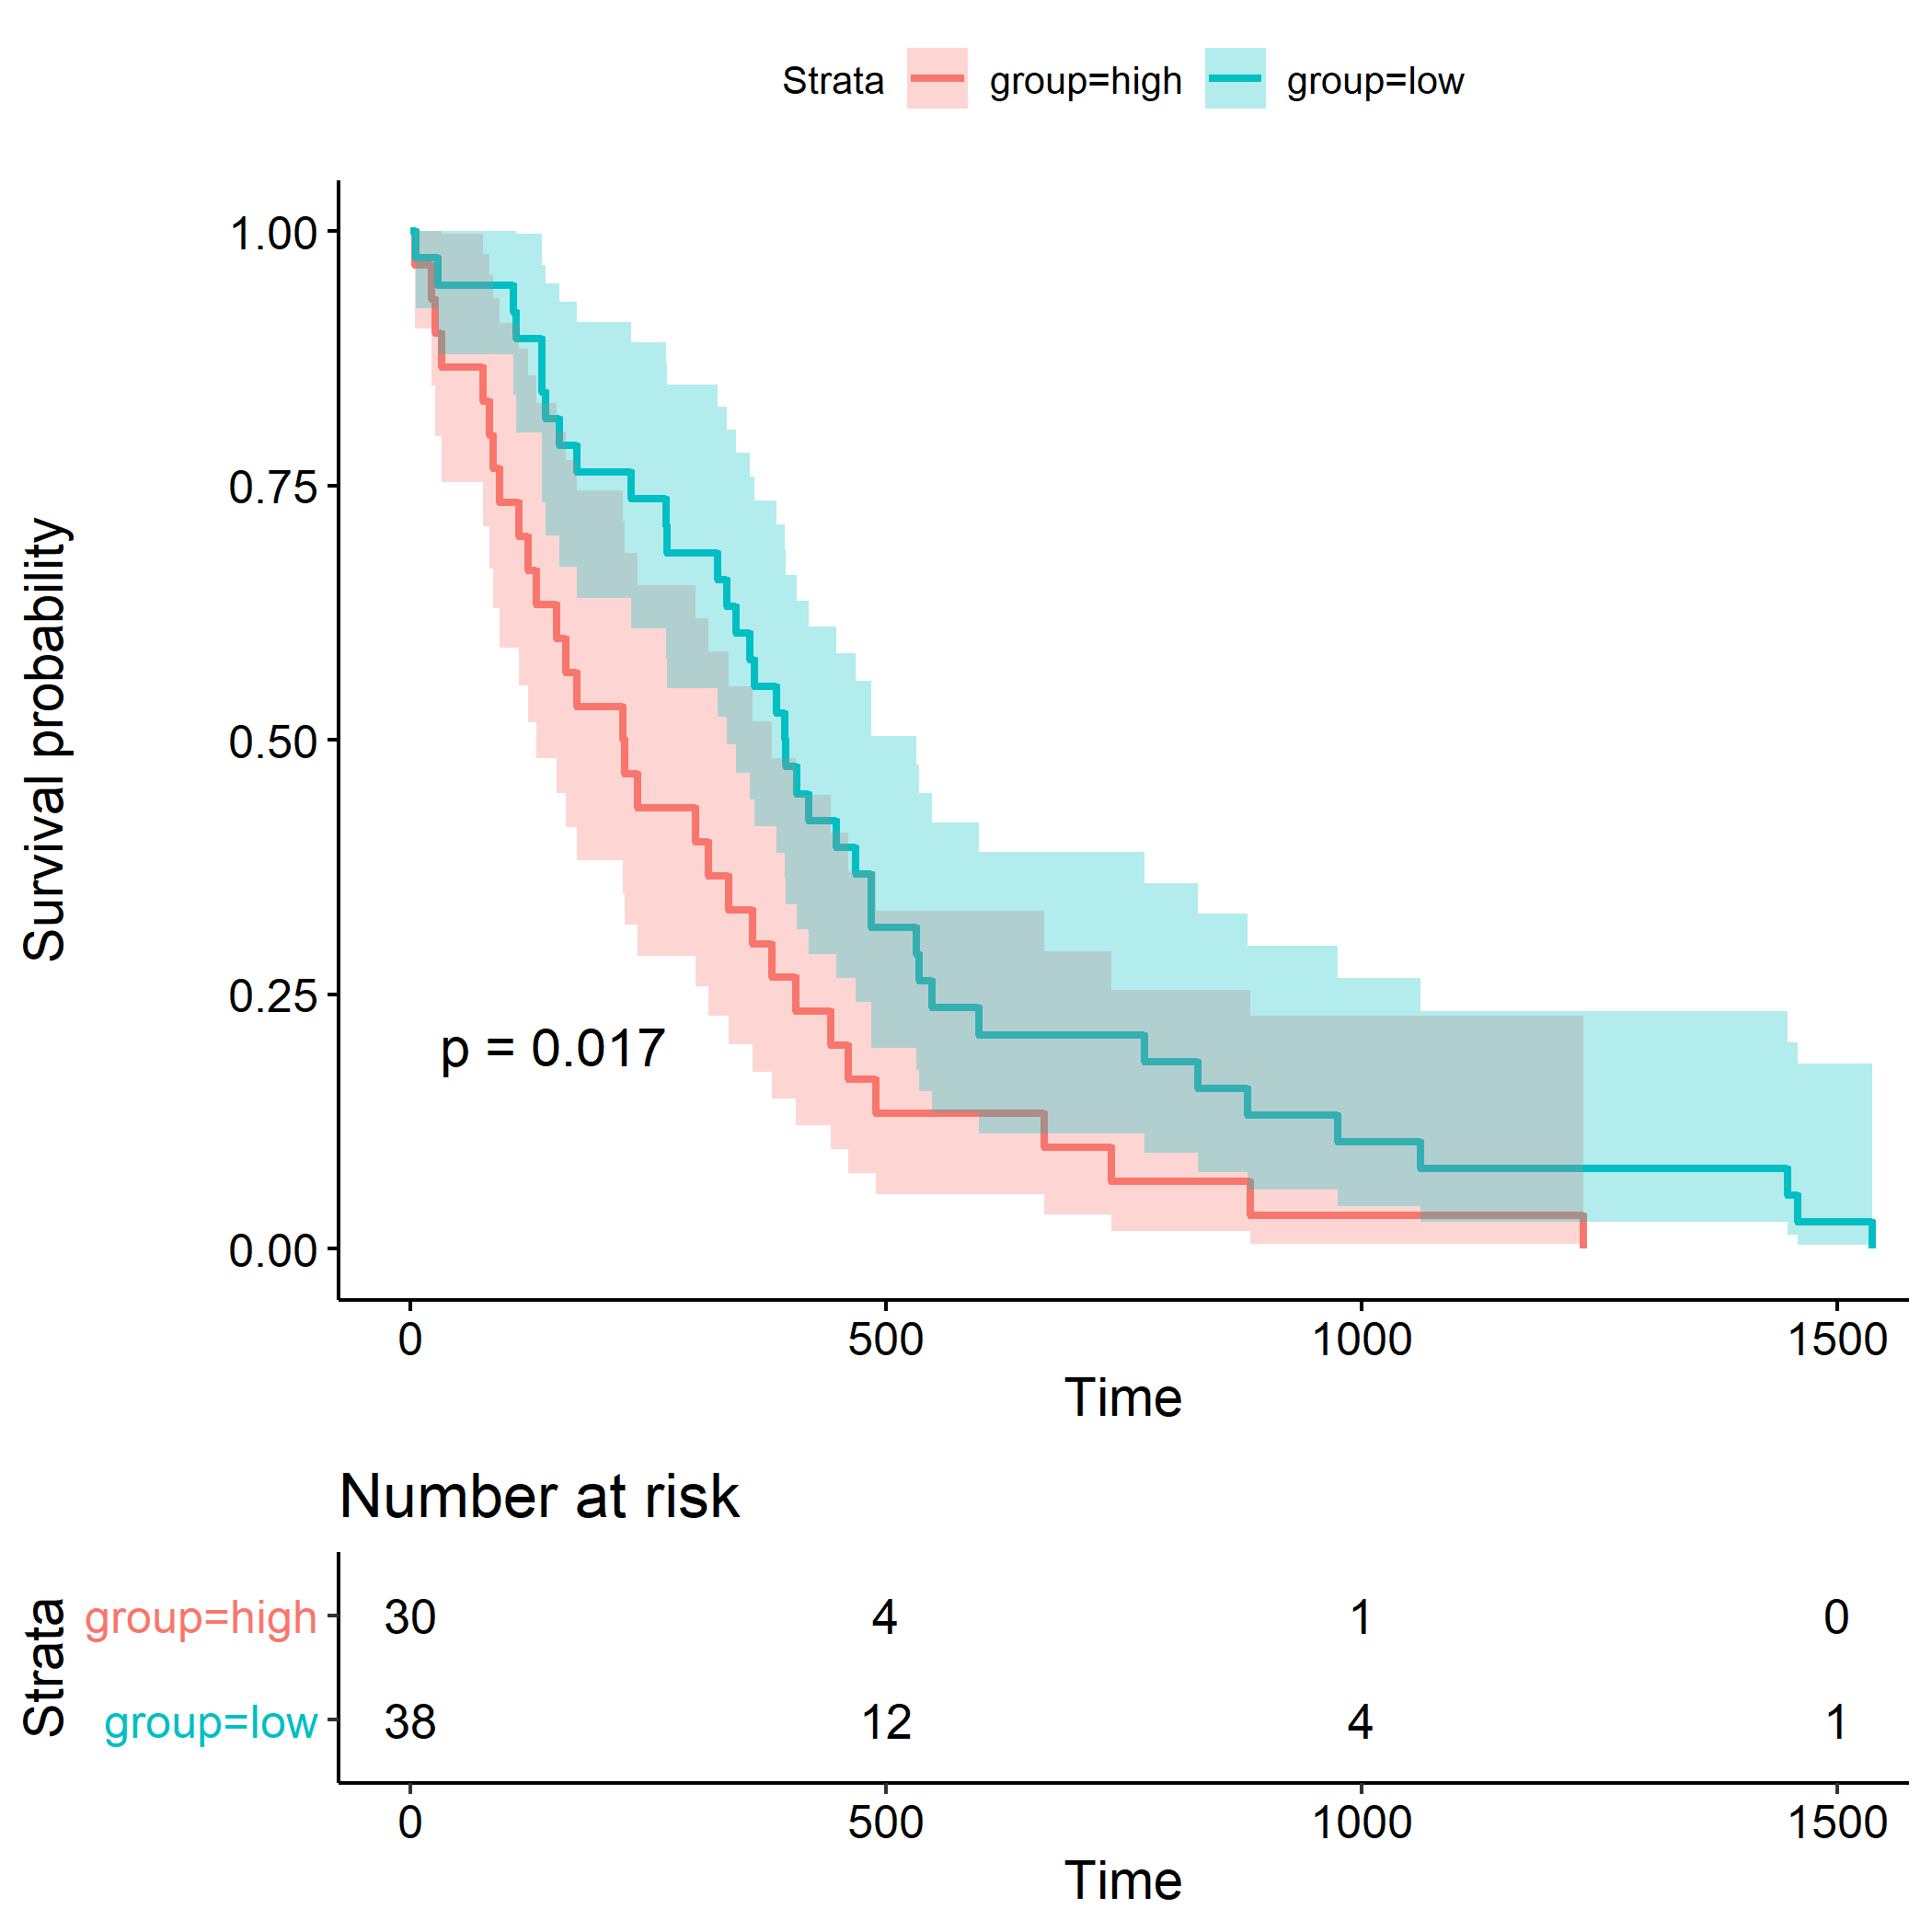 Strata group=high group=low
Survival probability
1.00
0.75
0.50
0.25
0.00
p = 0.017
0 500 1000 1500
Time
Number at risk
Strata
group=high 30 4 1 0
group=low 38 12 4 1
0 500 1000 1500
Time